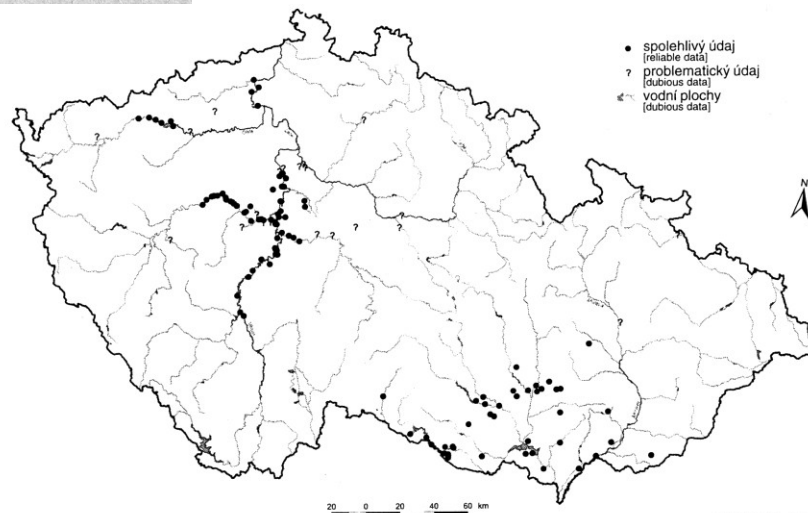 spolehlivý údaj
[reliable data]
? problematický údaj
[dubious data]
vodní plochy
[dubious data]
N
20 0 20 40 60 km